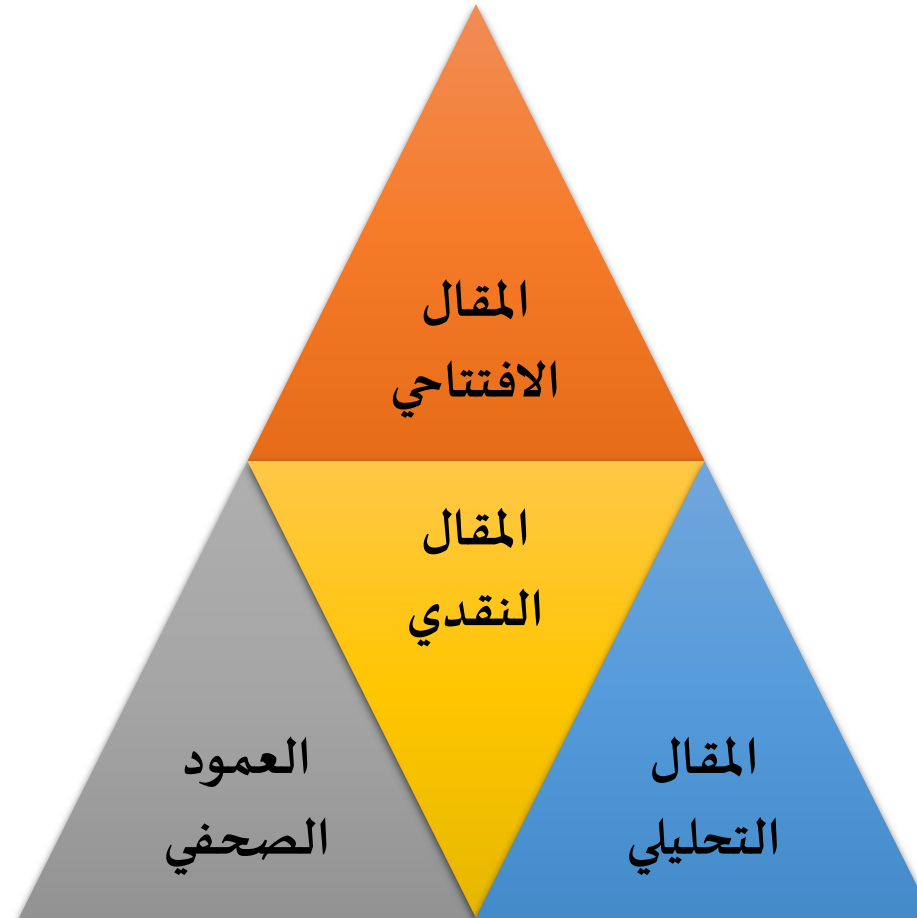 المقال
الافتتاحي
المقال
النقدي
المقال
التحليلي
العمود
الصحفي